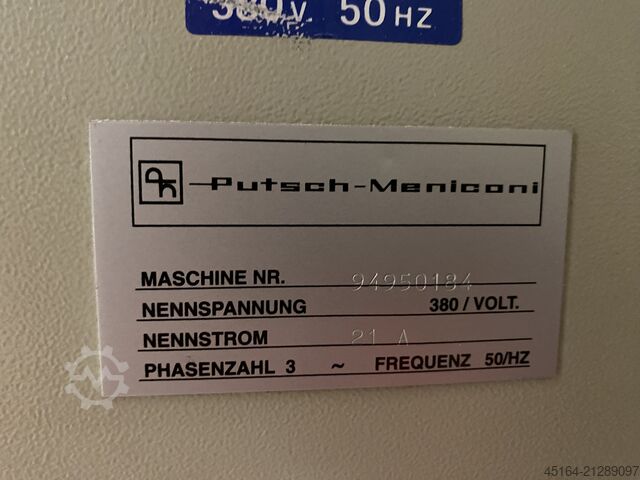 380V 50 HZ
Putsch-Meniconi
MASCHINE NR. 94950184
NENNSPANNUNG 380 / VOLT.
NENNSTROM 21 A
PHASENZAHL 3 ~ FREQUENZ 50/HZ
45164-21289097